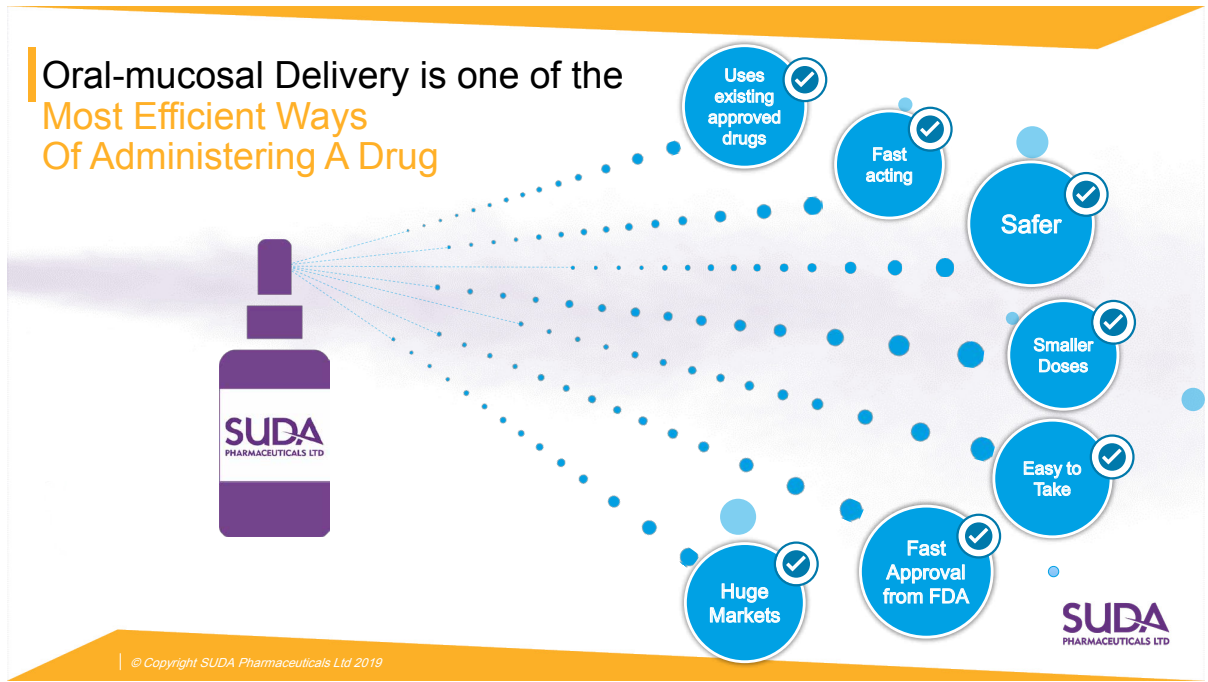 Oral-mucosal Delivery is one of the
Most Efficient Ways
Of Administering A Drug
Uses
existing
approved
drugs
Fast
acting
Safer
Smaller
Doses
Easy to
Take
Fast
Approval
from FDA
Huge
Markets
SUDA
PHARMACEUTICALS LTD
SUDA
PHARMACEUTICALS LTD
© Copyright SUDA Pharmaceuticals Ltd 2019